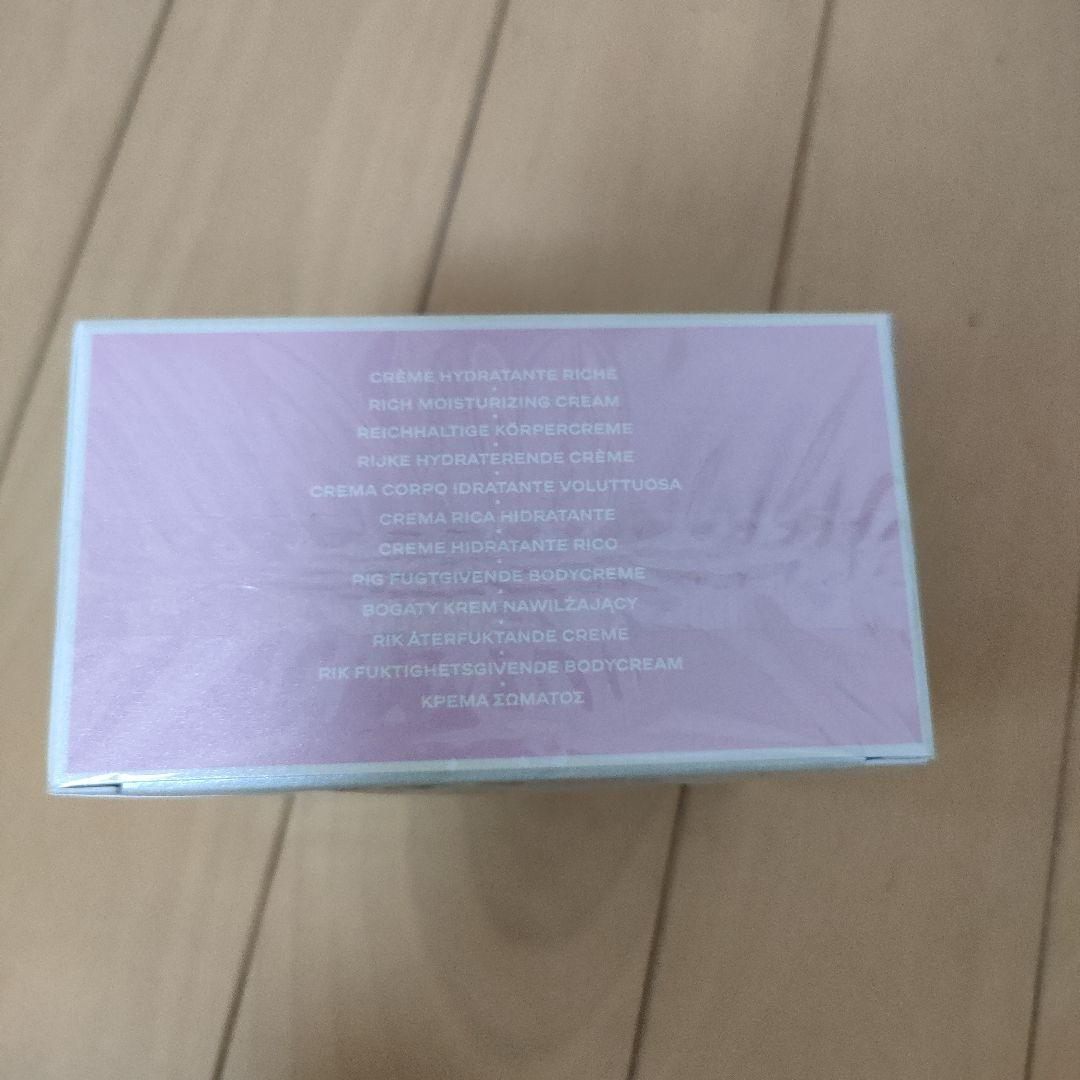 CRÈME HYDRATANTE RICHE
RICH MOISTURIZING CREAM
REICHHALTIGE KÖRPERCREME
RIJKE HYDRATERENDE CRÈME
CREMA CORPO IDRATANTE VOLUTTUOSA
CREMA RICA HIDRATANTE
CREME HIDRATANTE RICO
RIG FUGTGIVENDE BODYCREME
BOGATY KREM NAWILŻAJĄCY
RIK ÅTERFUKTANDE CREME
RIK FUKTIGHETSGIVENDE BODYCREAM
ΚΡΕΜΑ ΣΩΜΑΤΟΣ